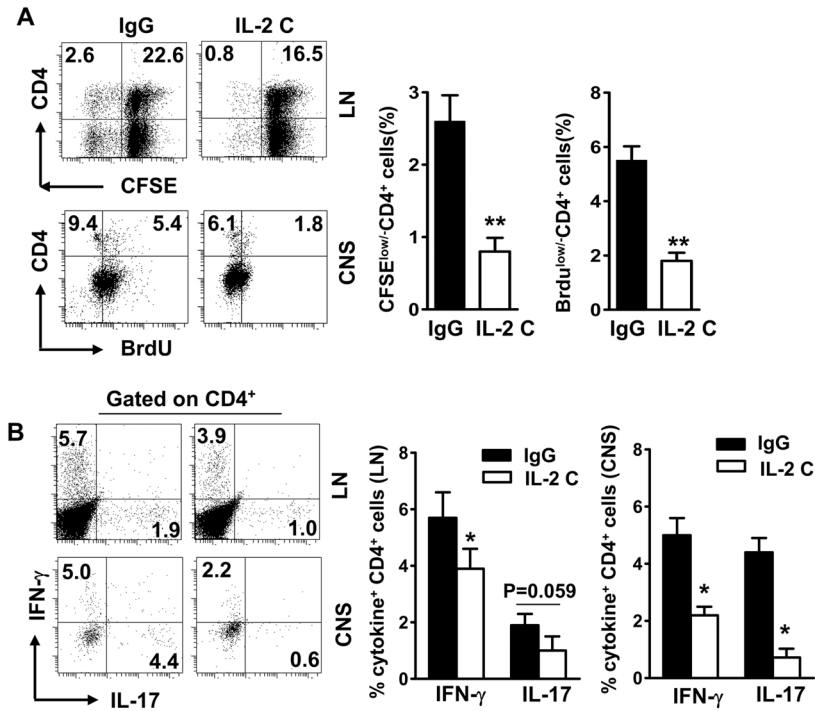 A
IgG
IL-2 C
2.6 22.6
0.8 16.5
CD4
LN
CFSE
9.4 5.4
6.1 1.8
CD4
CNS
BrdU
CFSElow/-CD4+ cells(%)
3
2
1
0
**
IgG IL-2 C
Brdulow/-CD4+ cells(%)
8
6
4
2
0
**
IgG IL-2 C
B
Gated on CD4+
5.7
1.9
3.9
1.0
LN
5.0
4.4
2.2
0.6
CNS
IFN-γ
IL-17
% cytokine+ CD4+ cells (LN)
8
6
4
2
0
IgG
IL-2 C
*
P=0.059
IFN-γ IL-17
% cytokine+ CD4+ cells (CNS)
8
6
4
2
0
IgG
IL-2 C
*
*
IFN-γ IL-17